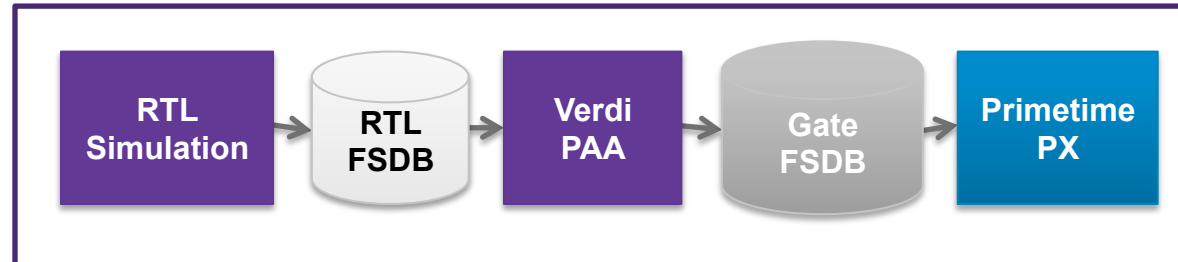 RTL
Simulation
RTL
FSDB
Verdi
PAA
Gate
FSDB
Primetime
PX